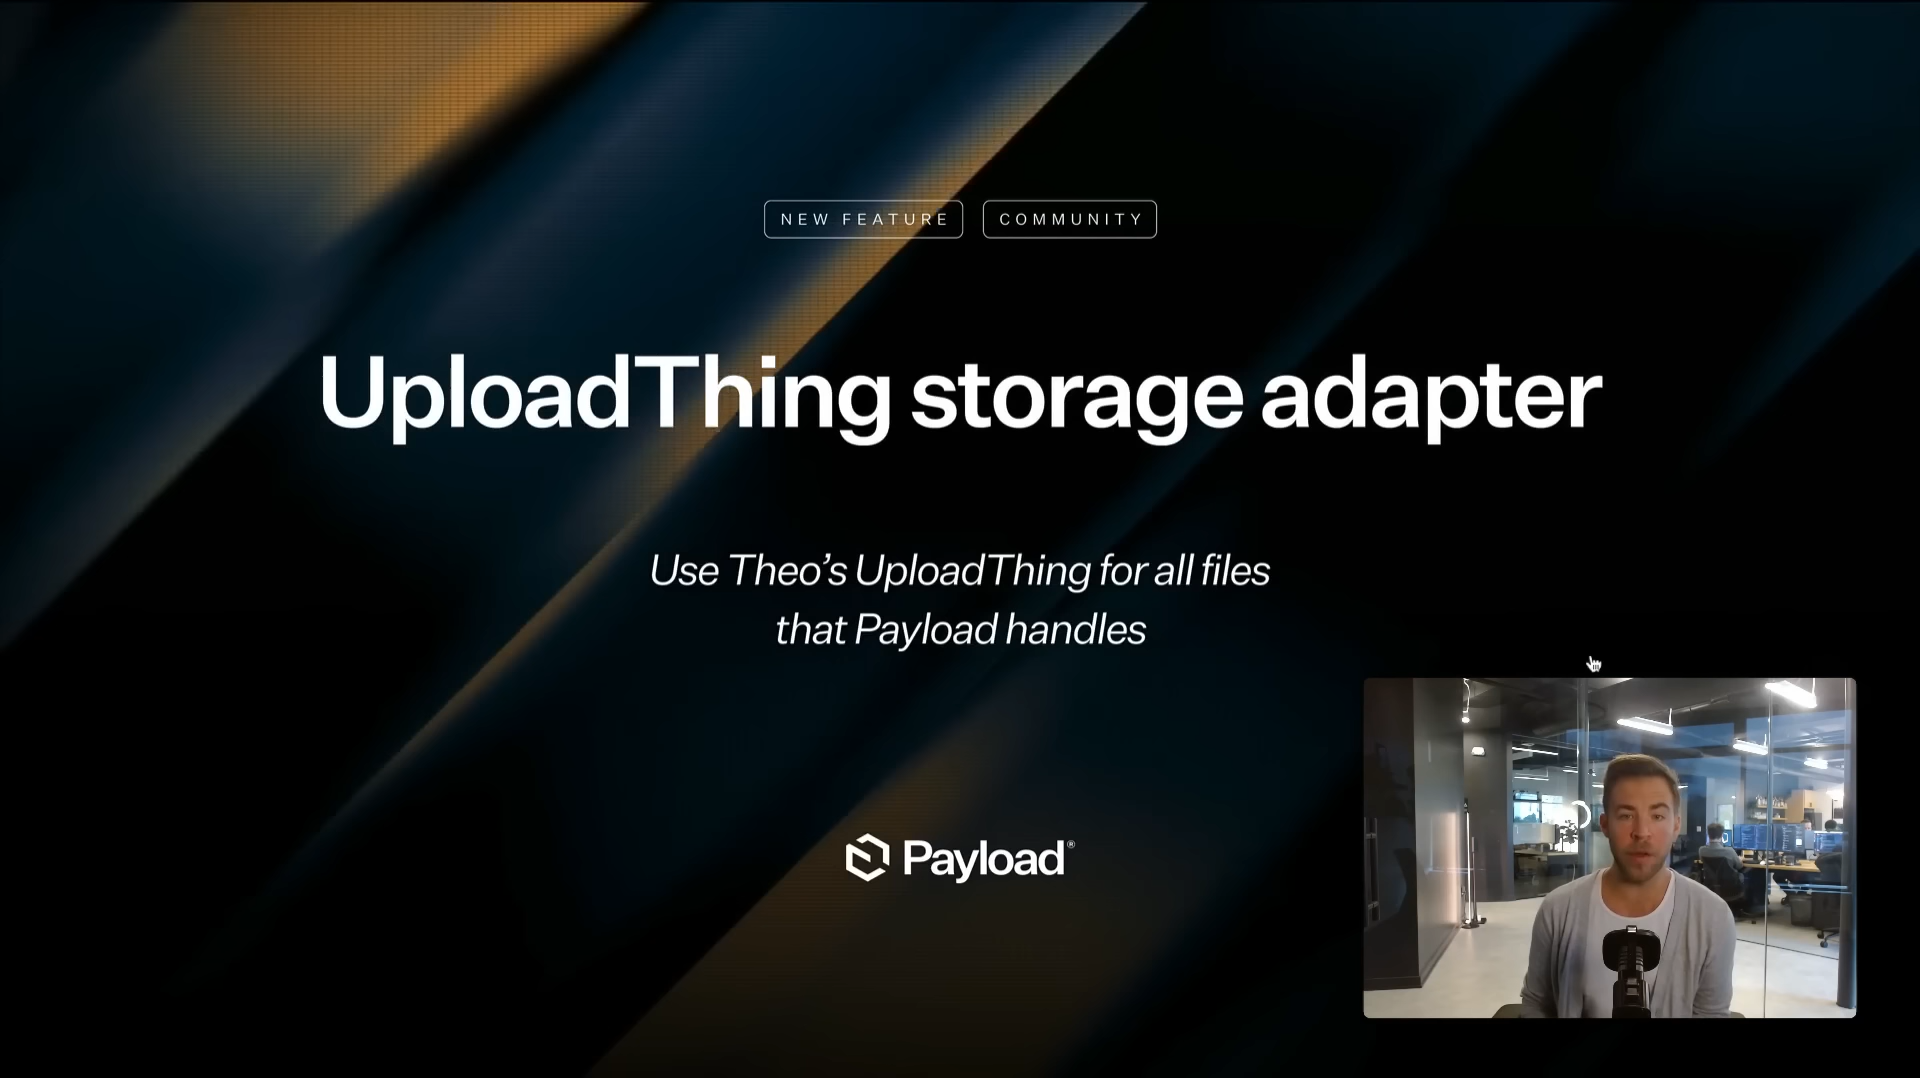 NEW FEATURE
COMMUNITY
UploadThing storage adapter
Use Theo’s UploadThing for all files
that Payload handles
Payload®